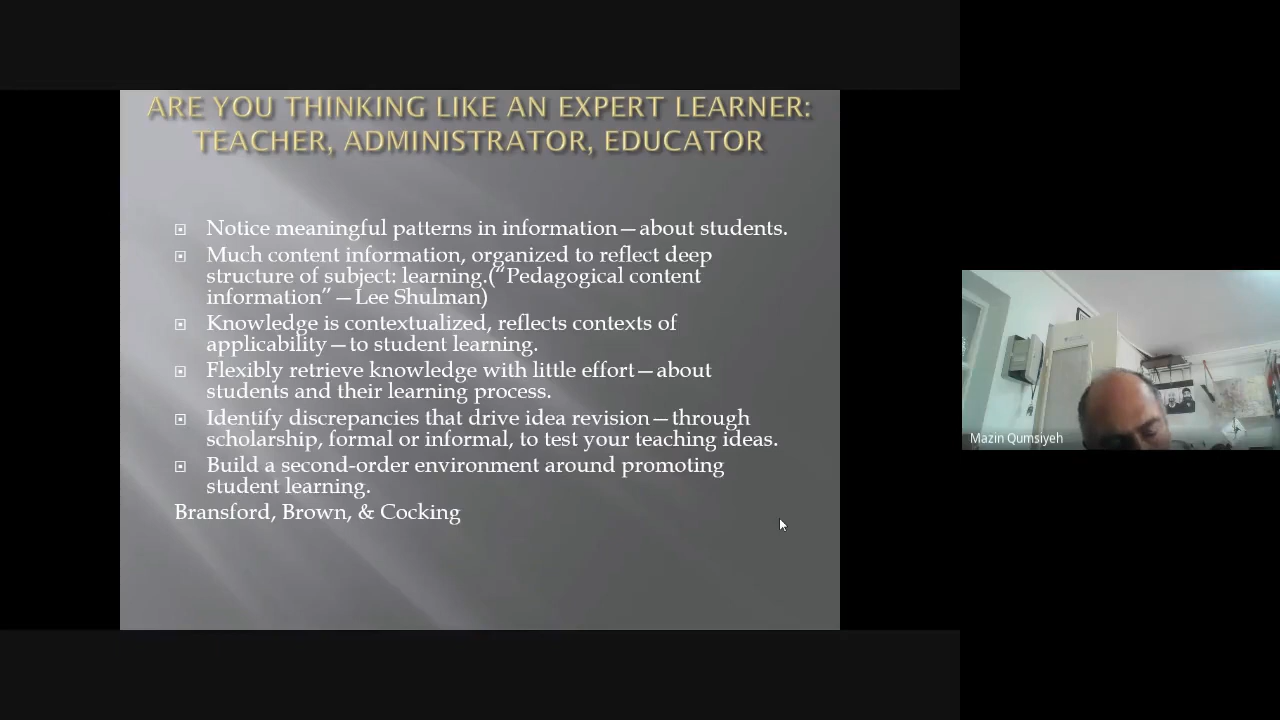 ARE YOU THINKING LIKE AN EXPERT LEARNER:
TEACHER, ADMINISTRATOR, EDUCATOR
Notice meaningful patterns in information—about students.
Much content information, organized to reflect deep
structure of subject: learning.("Pedagogical content
information"—Lee Shulman)
Knowledge is contextualized, reflects contexts of
applicability—to student learning.
Flexibly retrieve knowledge with little effort—about
students and their learning process.
Identify discrepancies that drive idea revision—through
scholarship, formal or informal, to test your teaching ideas.
Build a second-order environment around promoting
student learning.
Bransford, Brown, & Cocking
Mazin Qumsiyeh